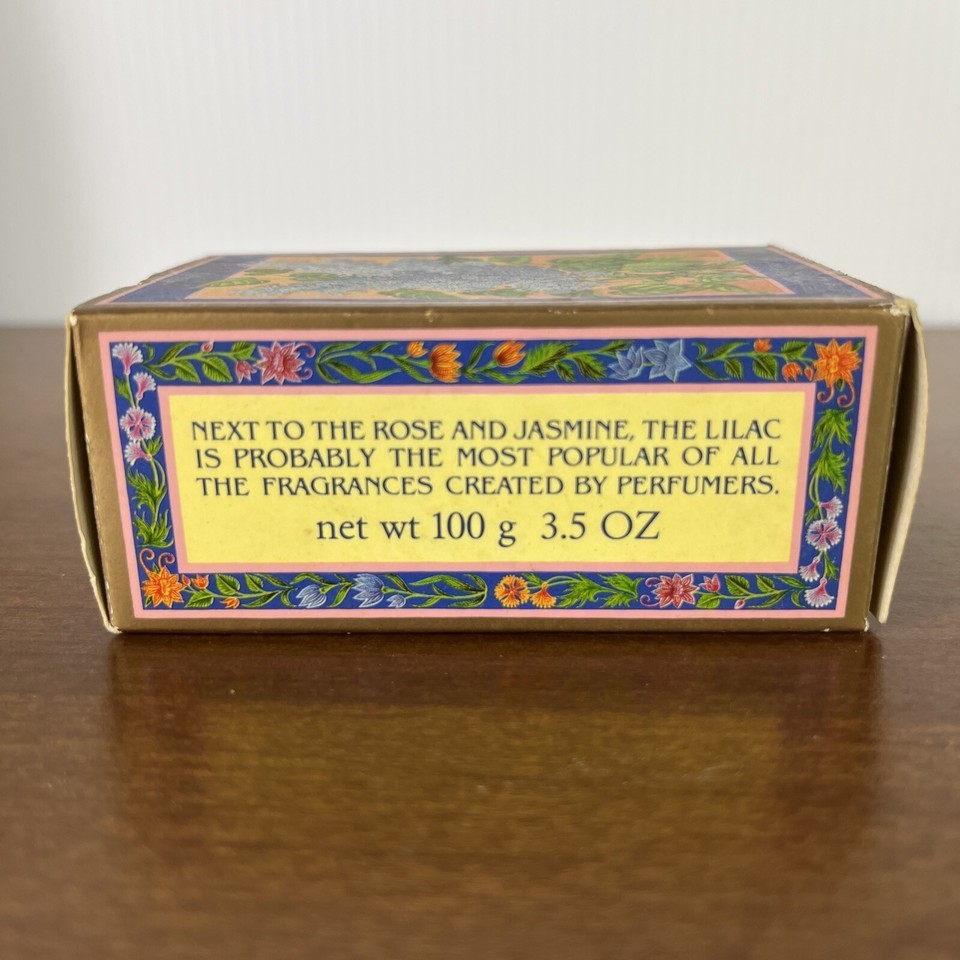 NEXT TO THE ROSE AND JASMINE, THE LILAC
IS PROBABLY THE MOST POPULAR OF ALL
THE FRAGRANCES CREATED BY PERFUMERS.
net wt 100 g 3.5 OZ